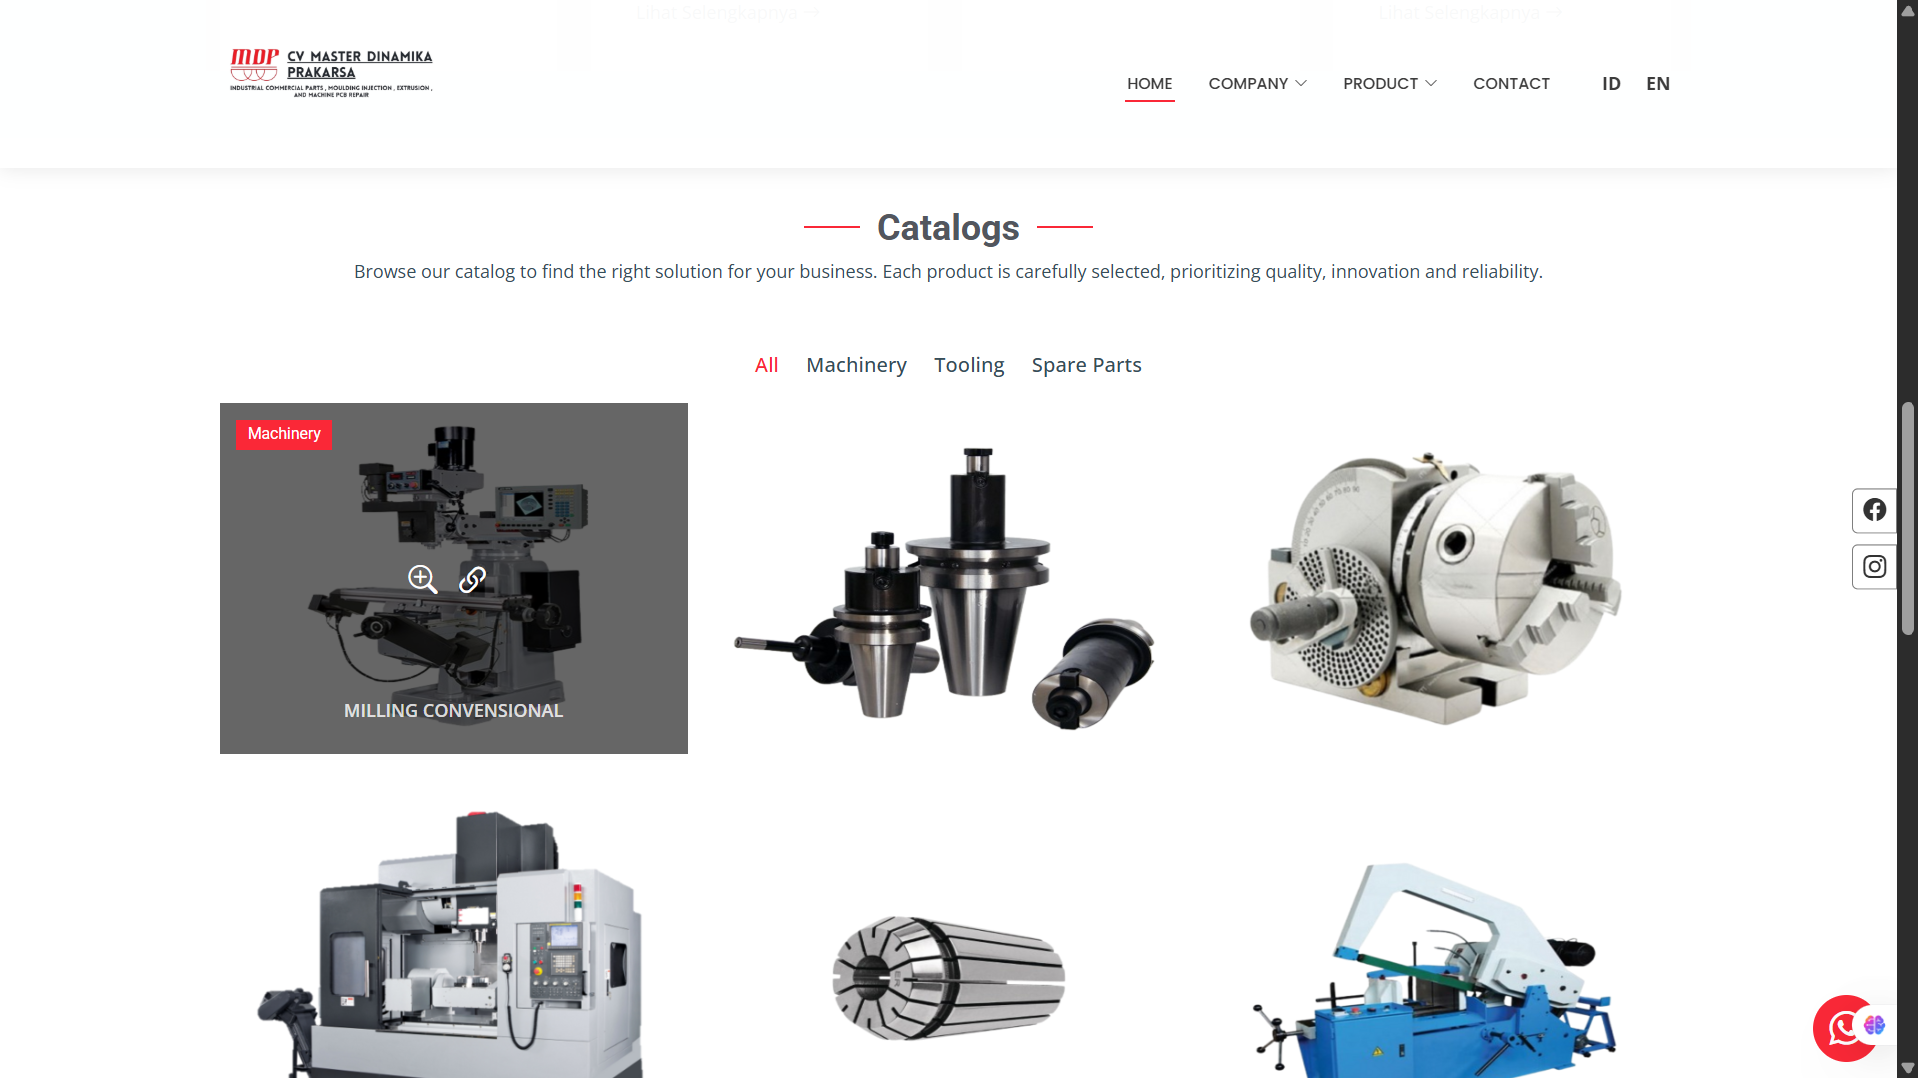 Lihat Selengkapnya →
Lihat Selengkapnya →
MDP
CV MASTER DINAMIKA
PRAKARSA
INDUSTRIAL COMMERCIAL PARTS, MOULDING INJECTION, EXTRUSION,
AND MACHINE PCB REPAIR
HOME
COMPANY
PRODUCT
CONTACT
ID
EN
Catalogs
Browse our catalog to find the right solution for your business. Each product is carefully selected, prioritizing quality, innovation and reliability.
All
Machinery
Tooling
Spare Parts
Machinery
MILLING CONVENSIONAL